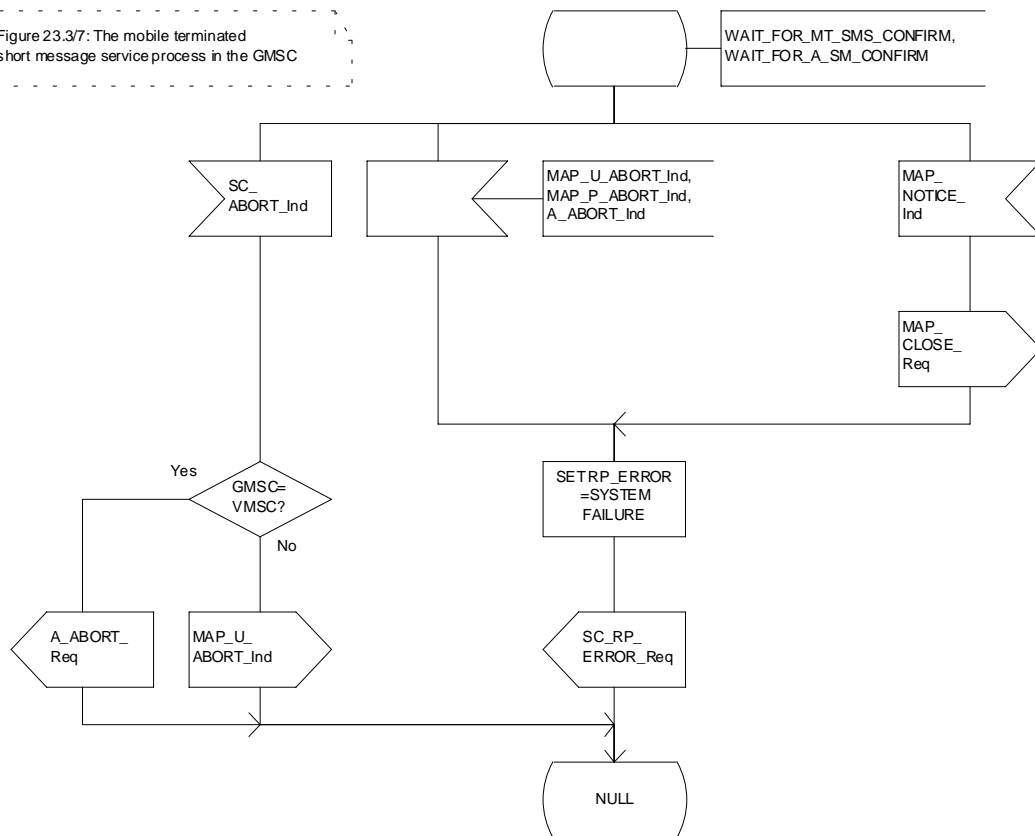 Figure 23.3/7: The mobile terminated
short message service process in the GMSC
WAIT_FOR_MT_SMS_CONFIRM,
WAIT_FOR_A_SM_CONFIRM
SC_
ABORT_Ind
MAP_U_ABORT_Ind,
MAP_P_ABORT_Ind,
A_ABORT_Ind
MAP_
NOTICE_
Ind
MAP_
CLOSE_
Req
Yes
GMSC=
VMSC?
No
SETRP_ERROR
=SYSTEM
FAILURE
A_ABORT_
Req
MAP_U_
ABORT_Ind
SC_RP_
ERROR_Req
NULL